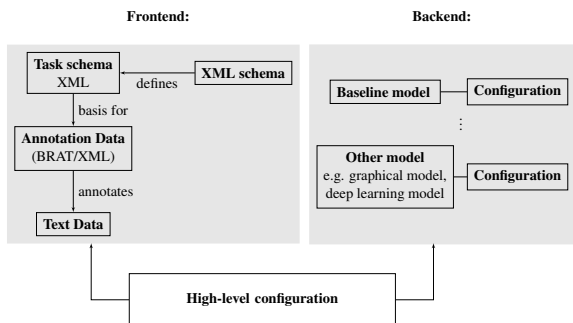 Frontend:
Backend:
Task schema
XML
XML schema
defines
basis for
Annotation Data
(BRAT/XML)
annotates
Text Data
Baseline model
Configuration
⋮
Other model
e.g. graphical model,
deep learning model
Configuration
High-level configuration